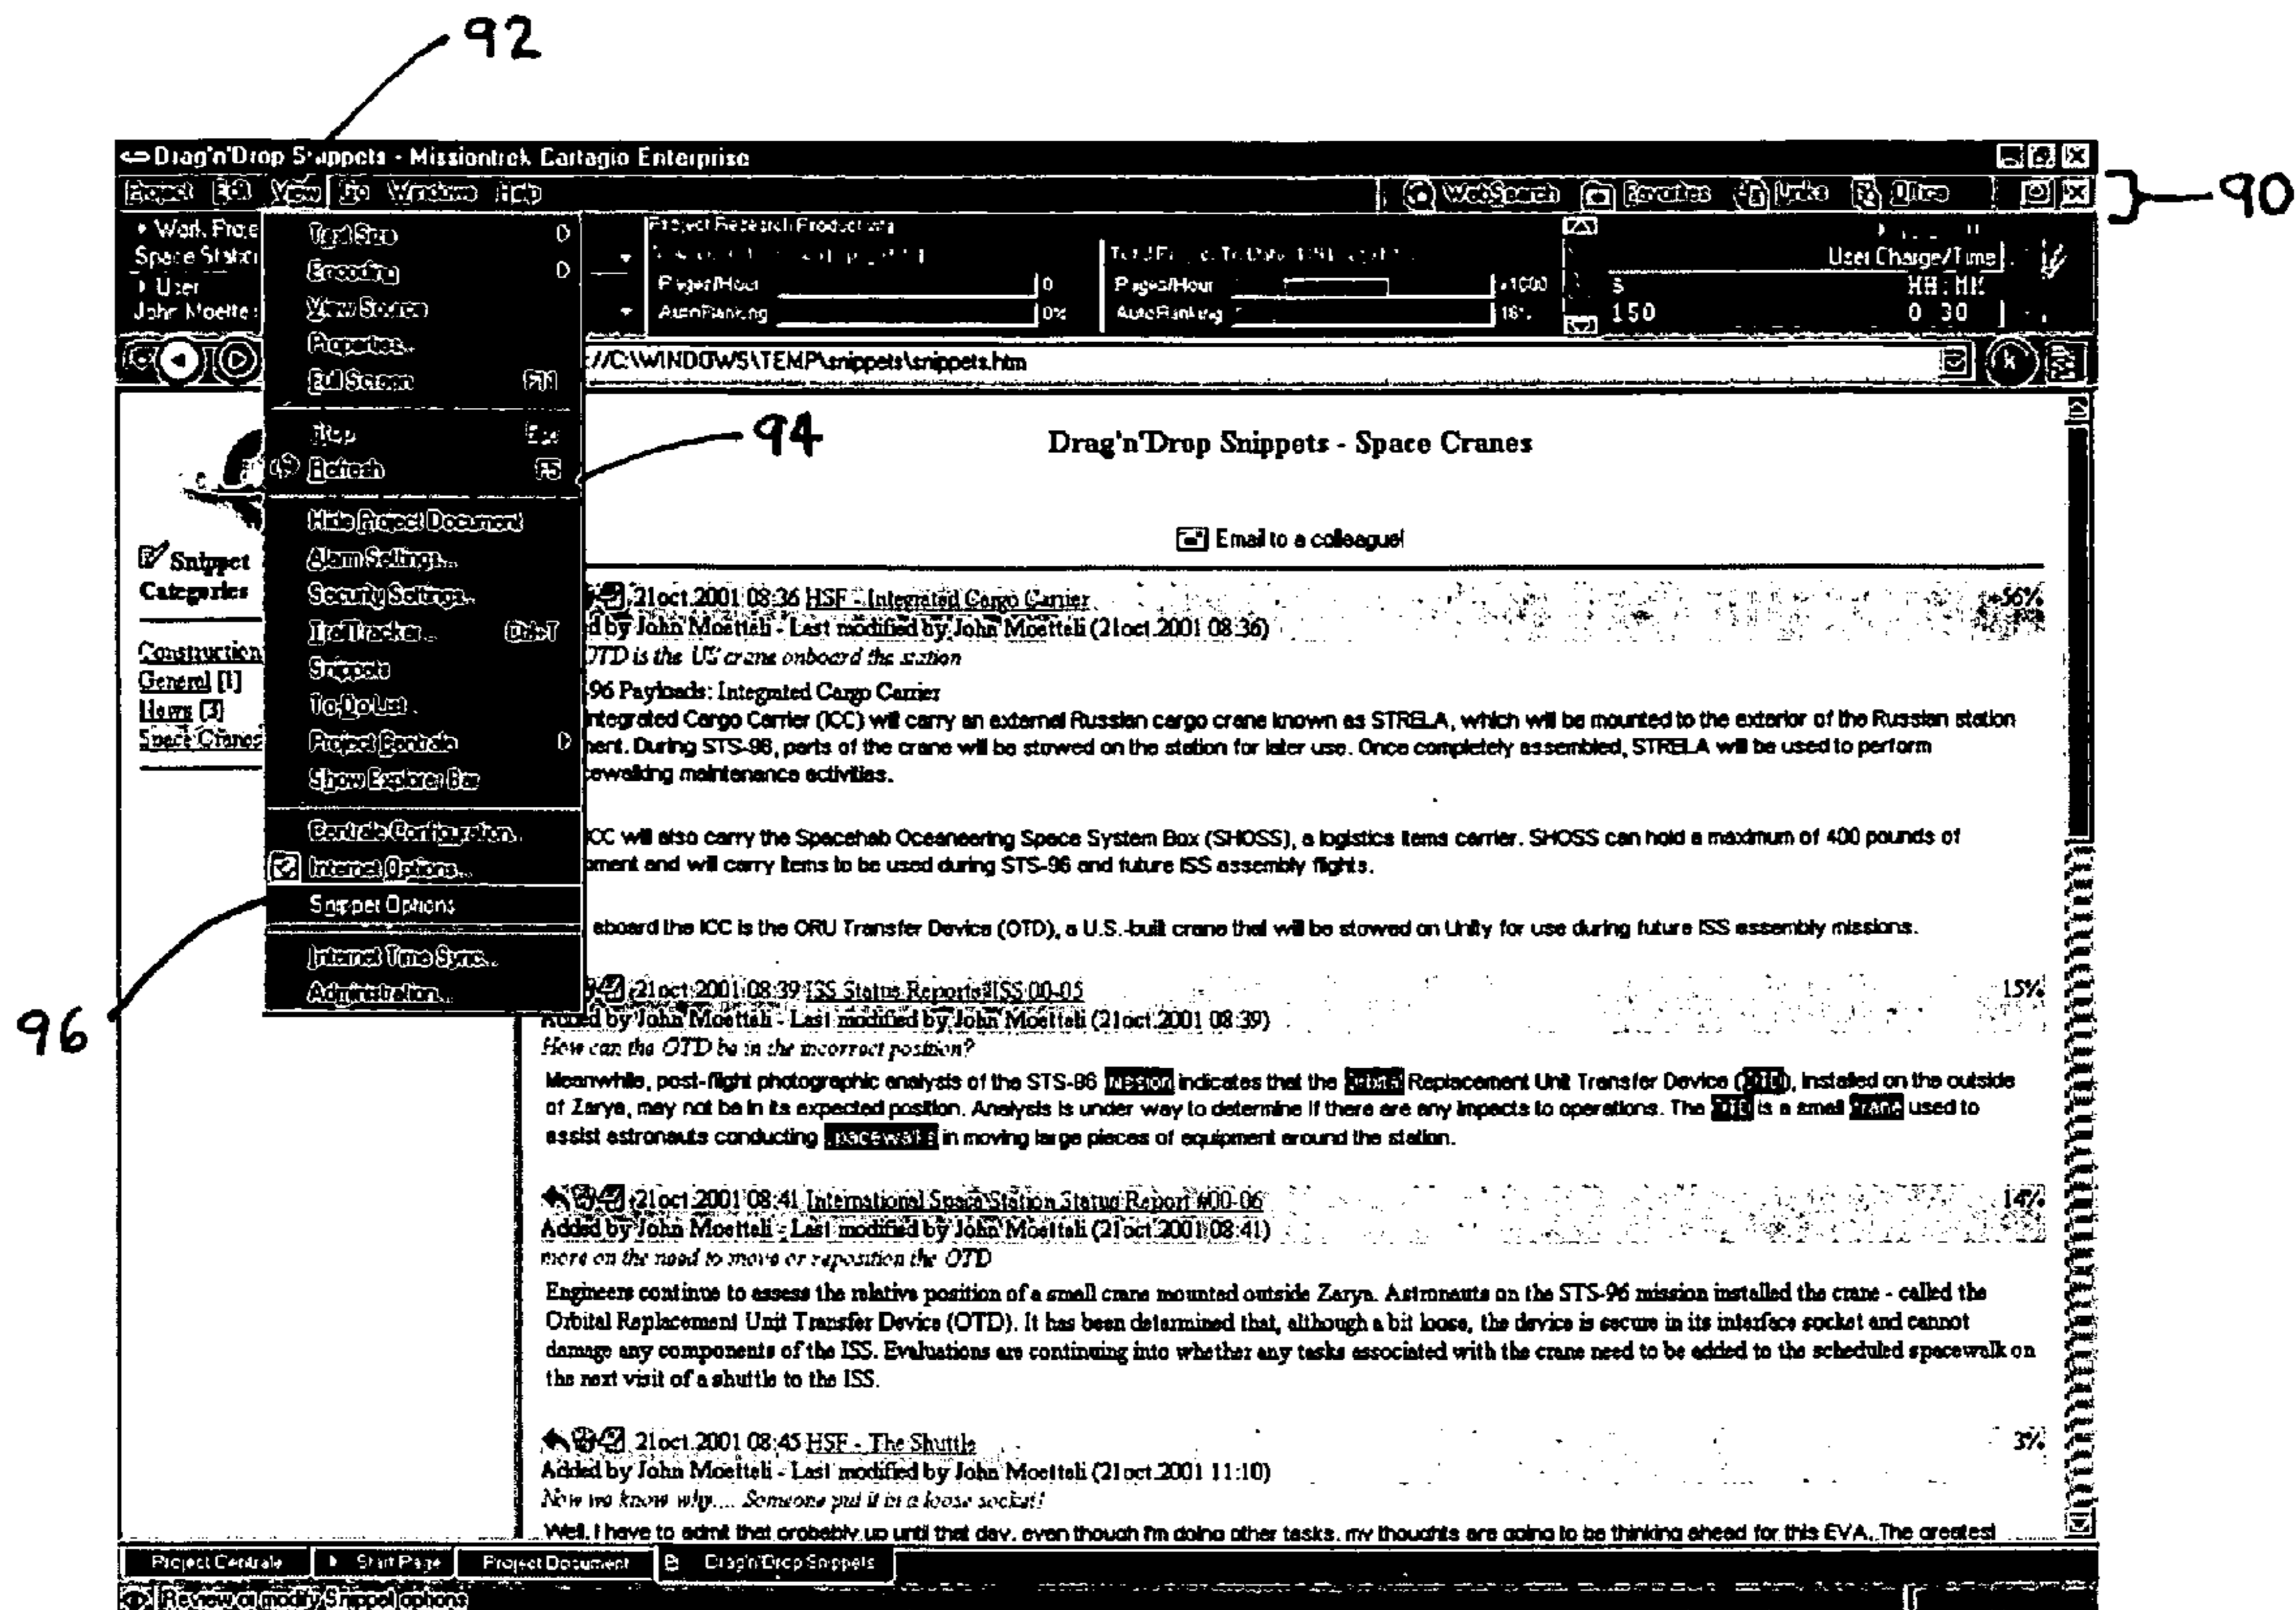 92
Drag'n'Drop Snippets - Missiontrek Cartagio Enterprise
Project Edit View Go Windows Help
WebSearch Favorites Links Office
90
Work Proje
Space Statio
User
John Moette
Project Research Productivity
Pages/Hour 0
AutoRanking 0%
Pages/Hour
AutoRanking 16%
User Charge/Time
$ HH:MM
150 0 30
://C:\WINDOWS\TEMP\snippets\snippets.htm
Text Size
Encoding
View Source
Properties...
Full Screen F11
Stop Esc
Refresh F5
Hide Project Document
Alarm Settings...
Security Settings...
TrailTracker... Ctrl+T
Snippets
To-Do List...
Project Centrale
Show Explorer Bar
Centrale Configuration...
Internet Options...
Snippet Options
Internet Time Sync...
Administration...
94
96
Snippet
Categories
Construction
General [1]
News [3]
Space Cranes
Drag'n'Drop Snippets - Space Cranes
Email to a colleague!
21oct.2001 08:36 HSF - Integrated Cargo Carrier 56%
d by John Moetteli - Last modified by John Moetteli (21oct.2001 08:36)
OTD is the US crane onboard the station
-96 Payloads: Integrated Cargo Carrier
ntegrated Cargo Carrier (ICC) will carry an external Russian cargo crane known as STRELA, which will be mounted to the exterior of the Russian station
ment. During STS-96, parts of the crane will be stowed on the station for later use. Once completely assembled, STRELA will be used to perform
cewalking maintenance activities.
ICC will also carry the Spacehab Oceaneering Space System Box (SHOSS), a logistics items carrier. SHOSS can hold a maximum of 400 pounds of
pment and will carry items to be used during STS-96 and future ISS assembly flights.
aboard the ICC is the ORU Transfer Device (OTD), a U.S.-built crane that will be stowed on Unity for use during future ISS assembly missions.
21oct.2001 08:39 ISS Status Reports ISS 00-05 15%
Added by John Moetteli - Last modified by John Moetteli (21oct.2001 08:39)
How can the OTD be in the incorrect position?
Meanwhile, post-flight photographic analysis of the STS-96 mission indicates that the Orbital Replacement Unit Transfer Device (OTD), installed on the outside
of Zarya, may not be in its expected position. Analysis is under way to determine if there are any impacts to operations. The OTD is a small crane used to
assist astronauts conducting spacewalks in moving large pieces of equipment around the station.
21oct.2001 08:41 International Space Station Status Report #00-06 14%
Added by John Moetteli - Last modified by John Moetteli (21oct.2001 08:41)
more on the need to move or reposition the OTD
Engineers continue to assess the relative position of a small crane mounted outside Zarya. Astronauts on the STS-96 mission installed the crane - called the
Orbital Replacement Unit Transfer Device (OTD). It has been determined that, although a bit loose, the device is secure in its interface socket and cannot
damage any components of the ISS. Evaluations are continuing into whether any tasks associated with the crane need to be added to the scheduled spacewalk on
the next visit of a shuttle to the ISS.
21oct.2001 08:45 HSF - The Shuttle 3%
Added by John Moetteli - Last modified by John Moetteli (21oct.2001 11:10)
Now we know why.... Someone put it in a loose socket!
Well, I have to admit that probably up until that day, even though I'm doing other tasks, my thoughts are going to be thinking ahead for this EVA. The greatest
Project Centrale Start Page Project Document Drag'n'Drop Snippets
Review or modify Snippet options